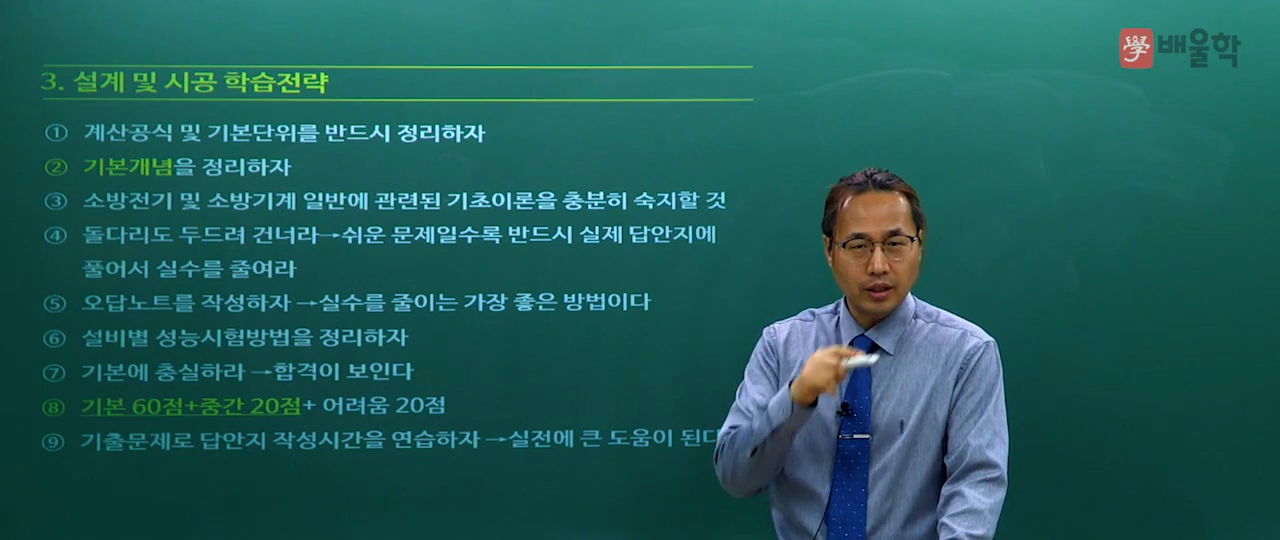 學 배울학
3. 설계 및 시공 학습전략
① 계산공식 및 기본단위를 반드시 정리하자
② 기본개념을 정리하자
③ 소방전기 및 소방기계 일반에 관련된 기초이론을 충분히 숙지할 것
④ 돌다리도 두드려 건너라→쉬운 문제일수록 반드시 실제 답안지에
풀어서 실수를 줄여라
⑤ 오답노트를 작성하자 →실수를 줄이는 가장 좋은 방법이다
⑥ 설비별 성능시험방법을 정리하자
⑦ 기본에 충실하라 →합격이 보인다
⑧ 기본 60점+중간 20점+ 어려움 20점
⑨ 기출문제로 답안지 작성시간을 연습하자 →실전에 큰 도움이 된다